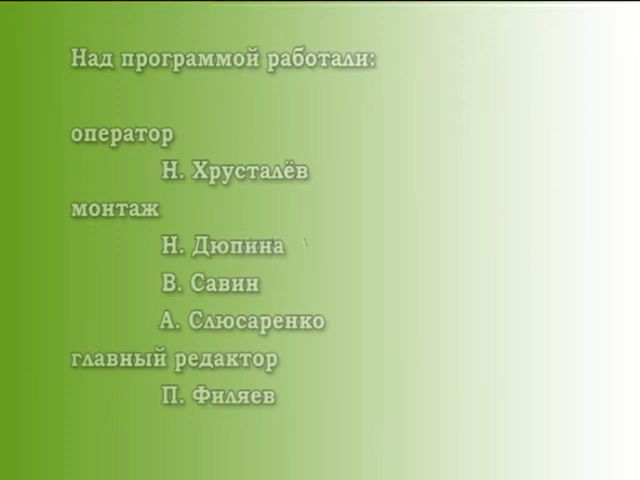 Над программой работали:
оператор
Н. Хрусталёв
монтаж
Н. Дюпина
В. Савин
А. Слюсаренко
главный редактор
П. Филяев